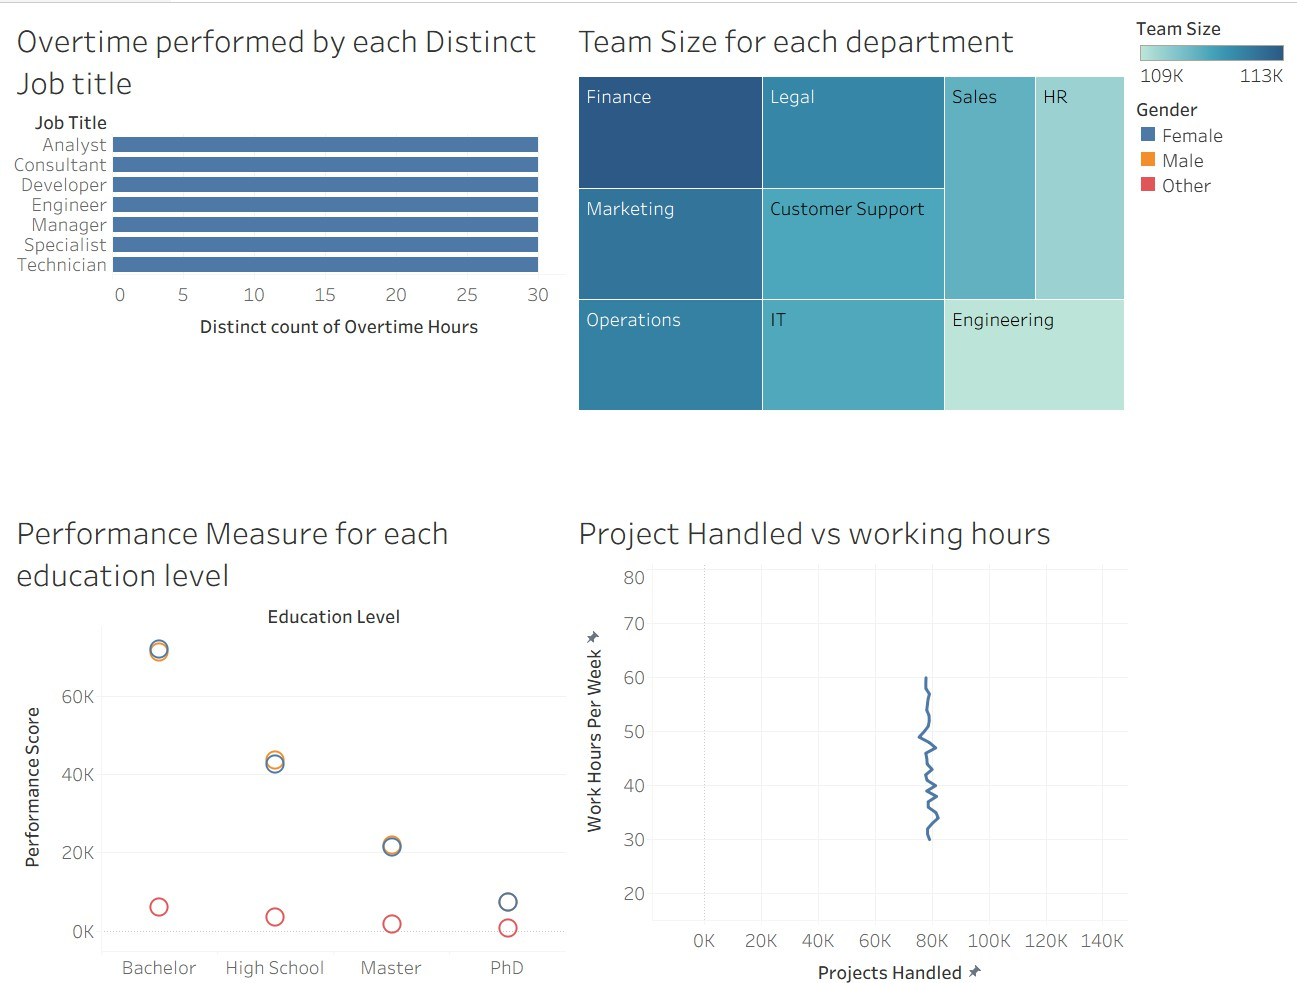 Overtime performed by each Distinct
Job title
Job Title
Analyst
Consultant
Developer
Engineer
Manager
Specialist
Technician
0 5 10 15 20 25 30
Distinct count of Overtime Hours
Team Size for each department
Finance
Legal
Sales
HR
Marketing
Customer Support
Operations
IT
Engineering
Team Size
109K 113K
Gender
Female
Male
Other
Performance Measure for each
education level
Education Level
Performance Score
60K
40K
20K
0K
Bachelor High School Master PhD
Project Handled vs working hours
Work Hours Per Week
80
70
60
50
40
30
20
0K 20K 40K 60K 80K 100K 120K 140K
Projects Handled